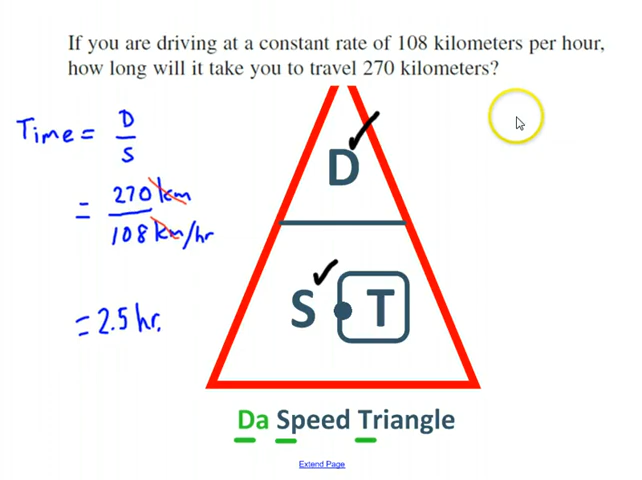 If you are driving at a constant rate of 108 kilometers per hour,
how long will it take you to travel 270 kilometers?
Time = D
S
= 270 km
108 km/hr
= 2.5 hr.
D
S T
Da Speed Triangle
Extend Page